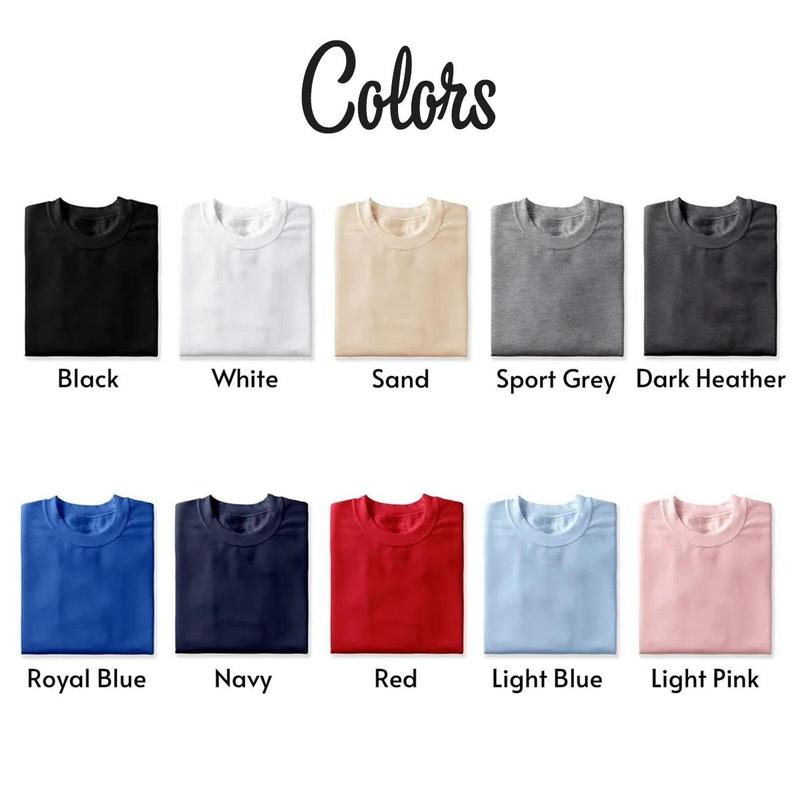 Colors
Black White Sand Sport Grey Dark Heather
Royal Blue Navy Red Light Blue Light Pink